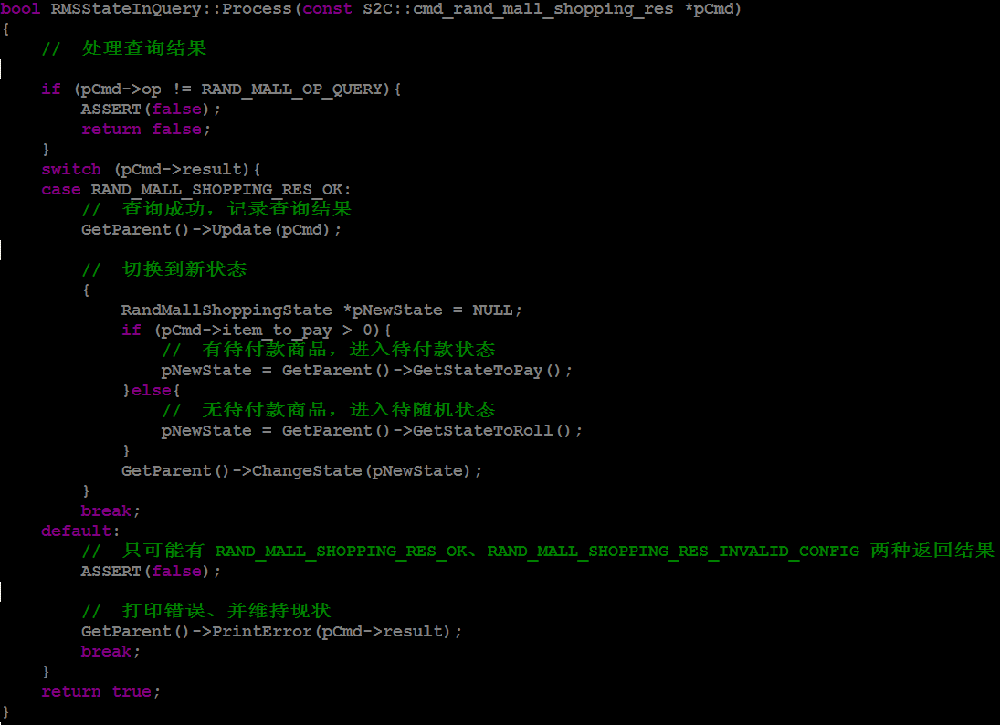 bool RMSStateInQuery::Process(const S2C::cmd_rand_mall_shopping_res *pCmd)
{
    //  处理查询结果

    if (pCmd->op != RAND_MALL_OP_QUERY){
        ASSERT(false);
        return false;
    }
    switch (pCmd->result){
    case RAND_MALL_SHOPPING_RES_OK:
        //  查询成功，记录查询结果
        GetParent()->Update(pCmd);

        //  切换到新状态
        {
            RandMallShoppingState *pNewState = NULL;
            if (pCmd->item_to_pay > 0){
                //  有待付款商品，进入待付款状态
                pNewState = GetParent()->GetStateToPay();
            }else{
                //  无待付款商品，进入待随机状态
                pNewState = GetParent()->GetStateToRoll();
            }
            GetParent()->ChangeState(pNewState);
        }
        break;
    default:
        //  只可能有 RAND_MALL_SHOPPING_RES_OK、RAND_MALL_SHOPPING_RES_INVALID_CONFIG 两种返回结果
        ASSERT(false);

        //  打印错误、并维持现状
        GetParent()->PrintError(pCmd->result);
        break;
    }
    return true;
}